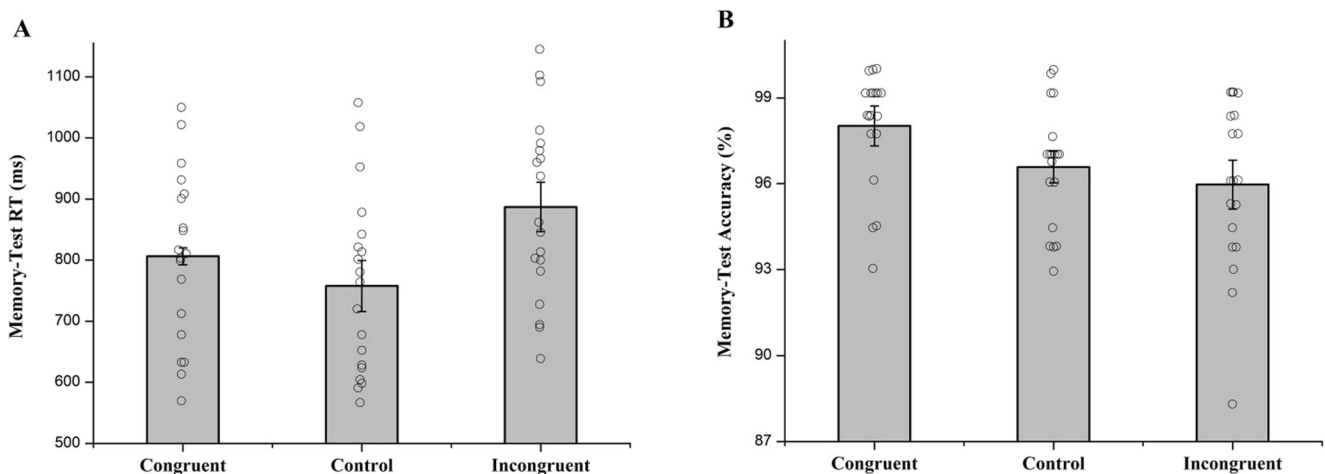 A
Memory-Test RT (ms)
1100
1000
900
800
700
600
500
Congruent
Control
Incongruent
B
Memory-Test Accuracy (%)
99
96
93
90
87
Congruent
Control
Incongruent